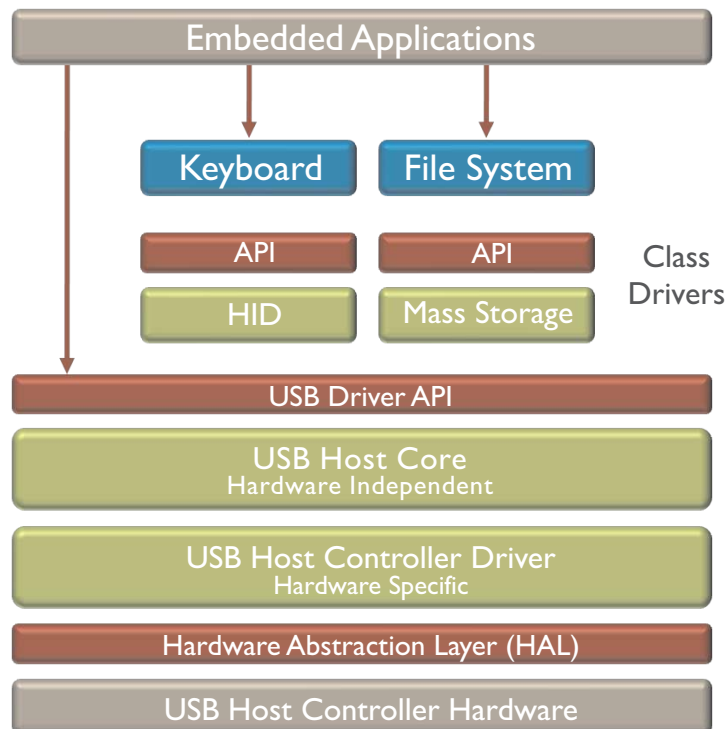 Embedded Applications
Keyboard
File System
API
API
Class
Drivers
HID
Mass Storage
USB Driver API
USB Host Core
Hardware Independent
USB Host Controller Driver
Hardware Specific
Hardware Abstraction Layer (HAL)
USB Host Controller Hardware